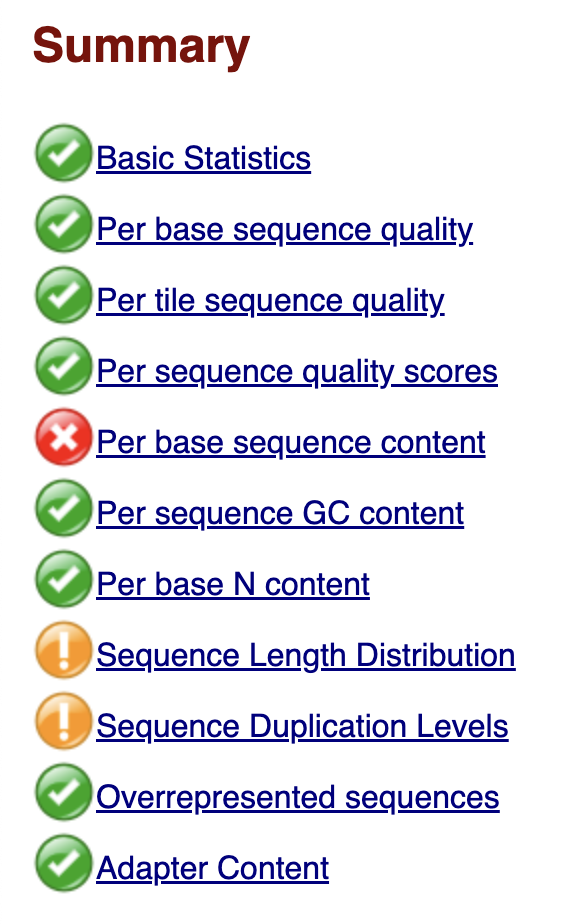 Summary
Basic Statistics
Per base sequence quality
Per tile sequence quality
Per sequence quality scores
Per base sequence content
Per sequence GC content
Per base N content
Sequence Length Distribution
Sequence Duplication Levels
Overrepresented sequences
Adapter Content